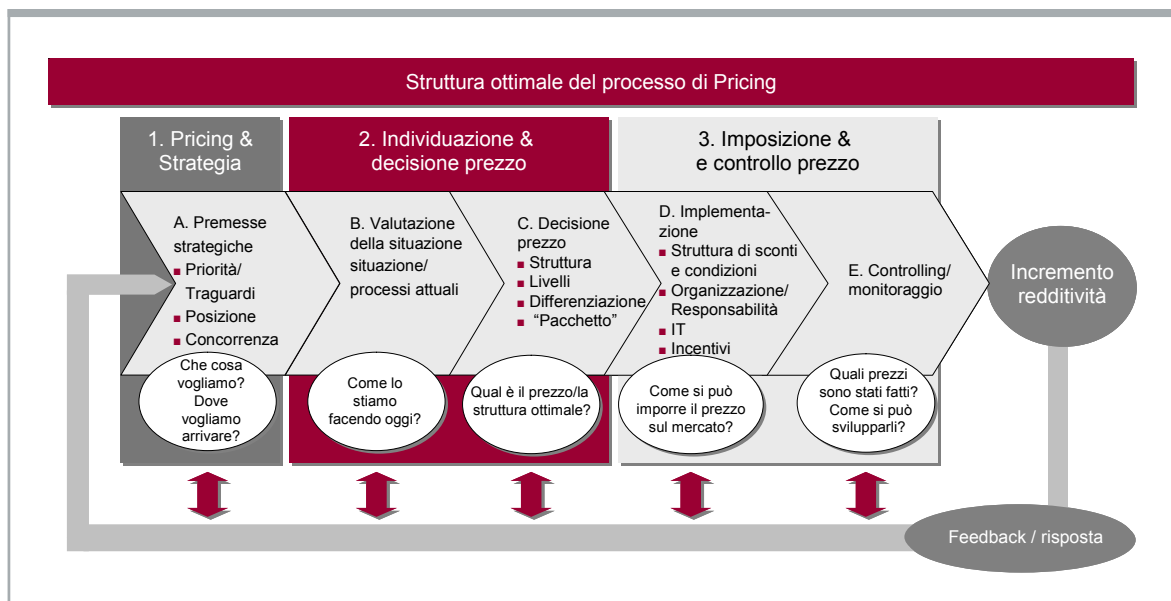 Struttura ottimale del processo di Pricing
1. Pricing &
Strategia
2. Individuazione &
decisione prezzo
3. Imposizione &
e controllo prezzo
A. Premesse
strategiche
■ Priorità/
Traguardi
■ Posizione
■ Concorrenza
B. Valutazione
della situazione
situazione/
processi attuali
C. Decisione
prezzo
■ Struttura
■ Livelli
■ Differenziazione
■ “Pacchetto”
D. Implementa-
zione
■ Struttura di sconti
e condizioni
■ Organizzazione/
Responsabilità
■ IT
■ Incentivi
E. Controlling/
monitoraggio
Incremento
redditività
Che cosa
vogliamo?
Dove
vogliamo
arrivare?
Come lo
stiamo
facendo oggi?
Qual è il prezzo/la
struttura ottimale?
Come si può
imporre il prezzo
sul mercato?
Quali prezzi
sono stati fatti?
Come si può
svilupparli?
Feedback / risposta